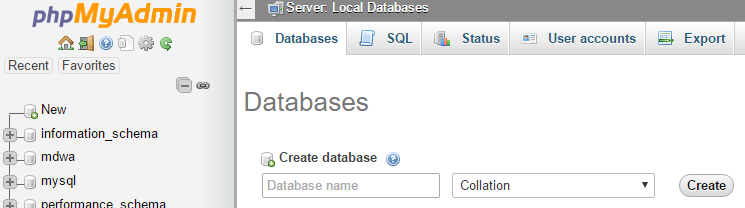 phpMyAdmin
Recent Favorites
New
information_schema
mdwa
mysql
performance_schema
Server: Local Databases
Databases SQL Status User accounts Export
Databases
Create database
Database name Collation Create